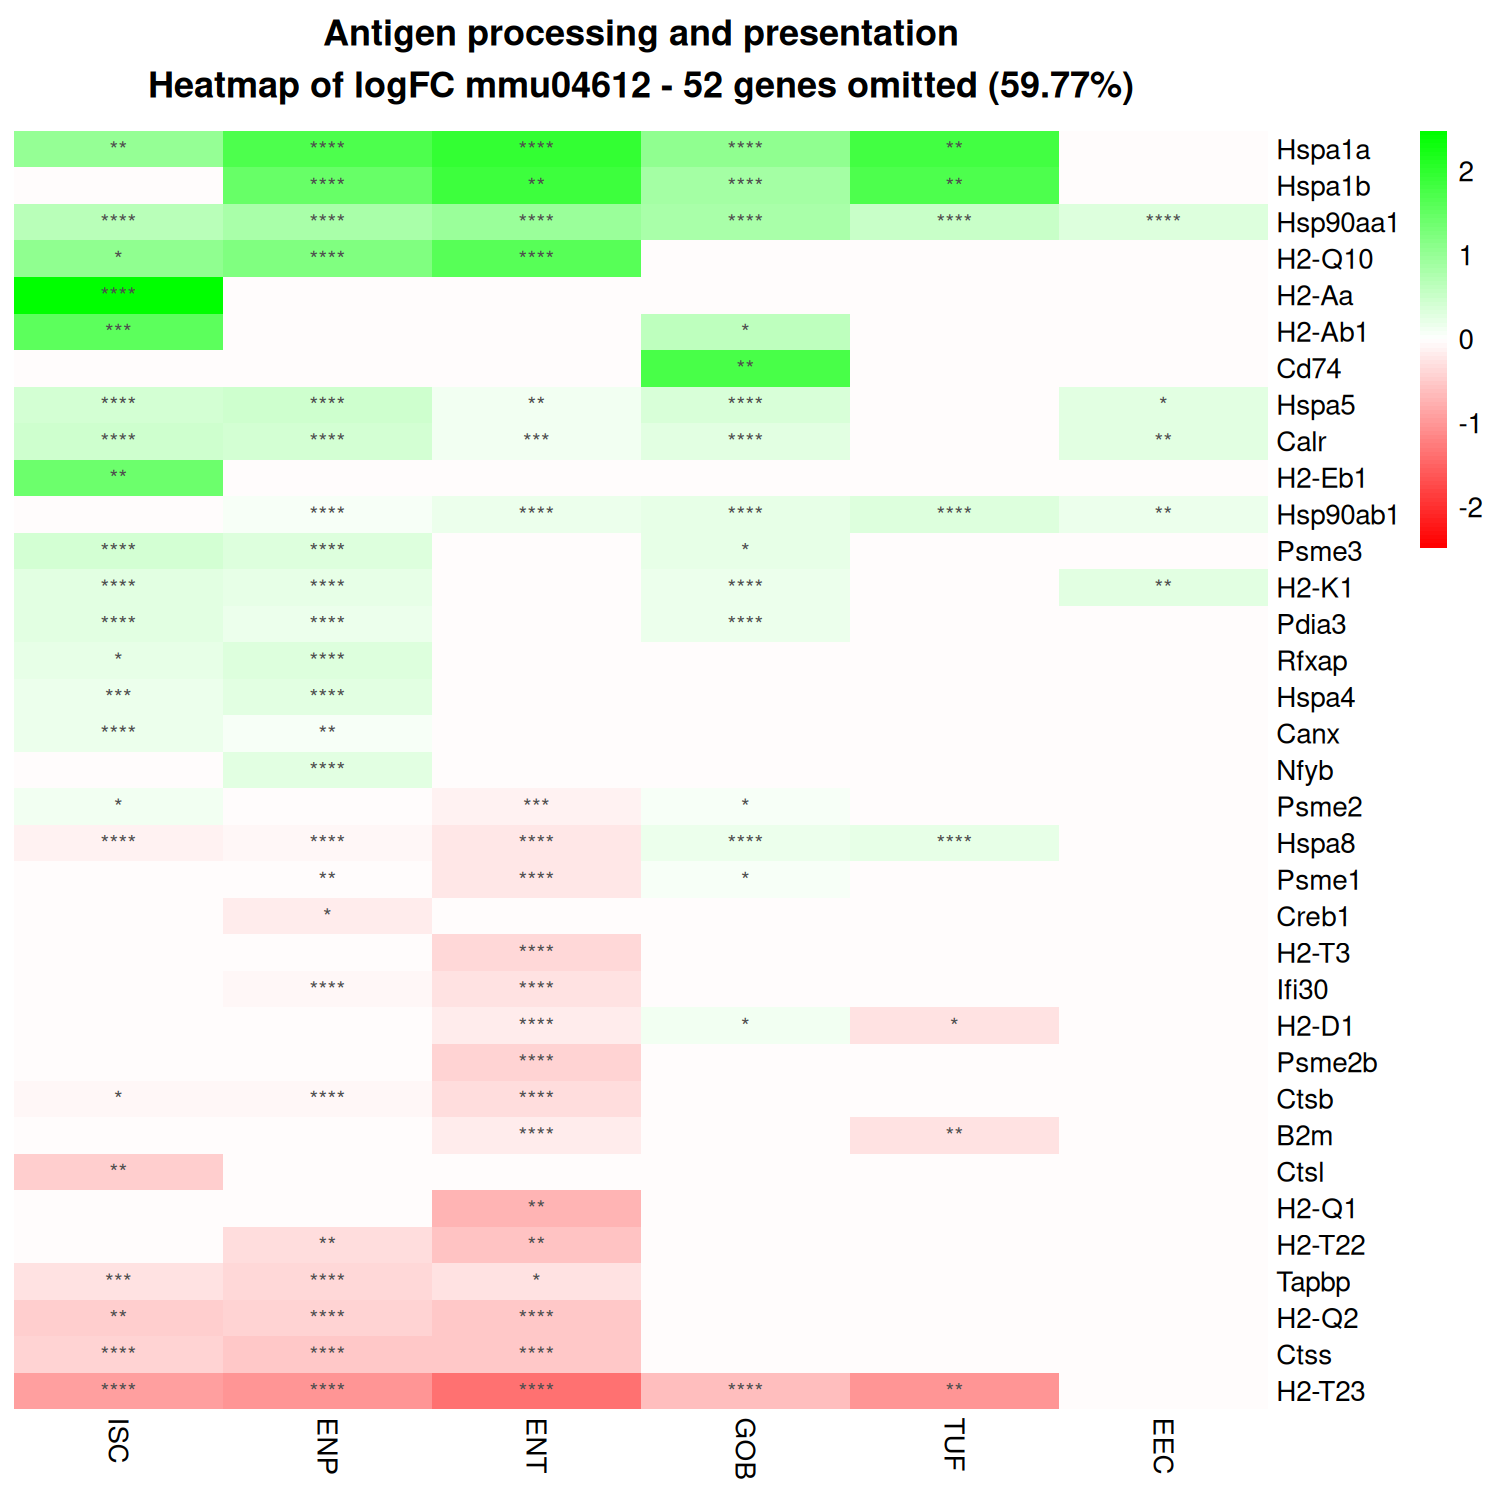 Antigen processing and presentation
Heatmap of logFC mmu04612 - 52 genes omitted (59.77%)
** **** **** **** ** Hspa1a
**** ** **** ** Hspa1b
**** **** **** **** **** **** Hsp90aa1
* **** **** H2-Q10
**** H2-Aa
*** * H2-Ab1
** Cd74
**** **** ** **** * Hspa5
**** **** *** **** ** Calr
** H2-Eb1
**** **** **** **** ** Hsp90ab1
**** **** * Psme3
**** **** **** ** H2-K1
**** **** **** Pdia3
* **** Rfxap
*** **** Hspa4
**** ** Canx
**** Nfyb
* *** * Psme2
**** **** **** **** **** Hspa8
** **** * Psme1
* Creb1
**** H2-T3
**** **** Ifi30
**** * * H2-D1
**** Psme2b
* **** **** Ctsb
**** ** B2m
** Ctsl
** H2-Q1
** ** H2-T22
*** **** * Tapbp
** **** **** H2-Q2
**** **** **** Ctss
**** **** **** **** ** H2-T23
ISC ENP ENT GOB TUF EEC
2
1
0
-1
-2